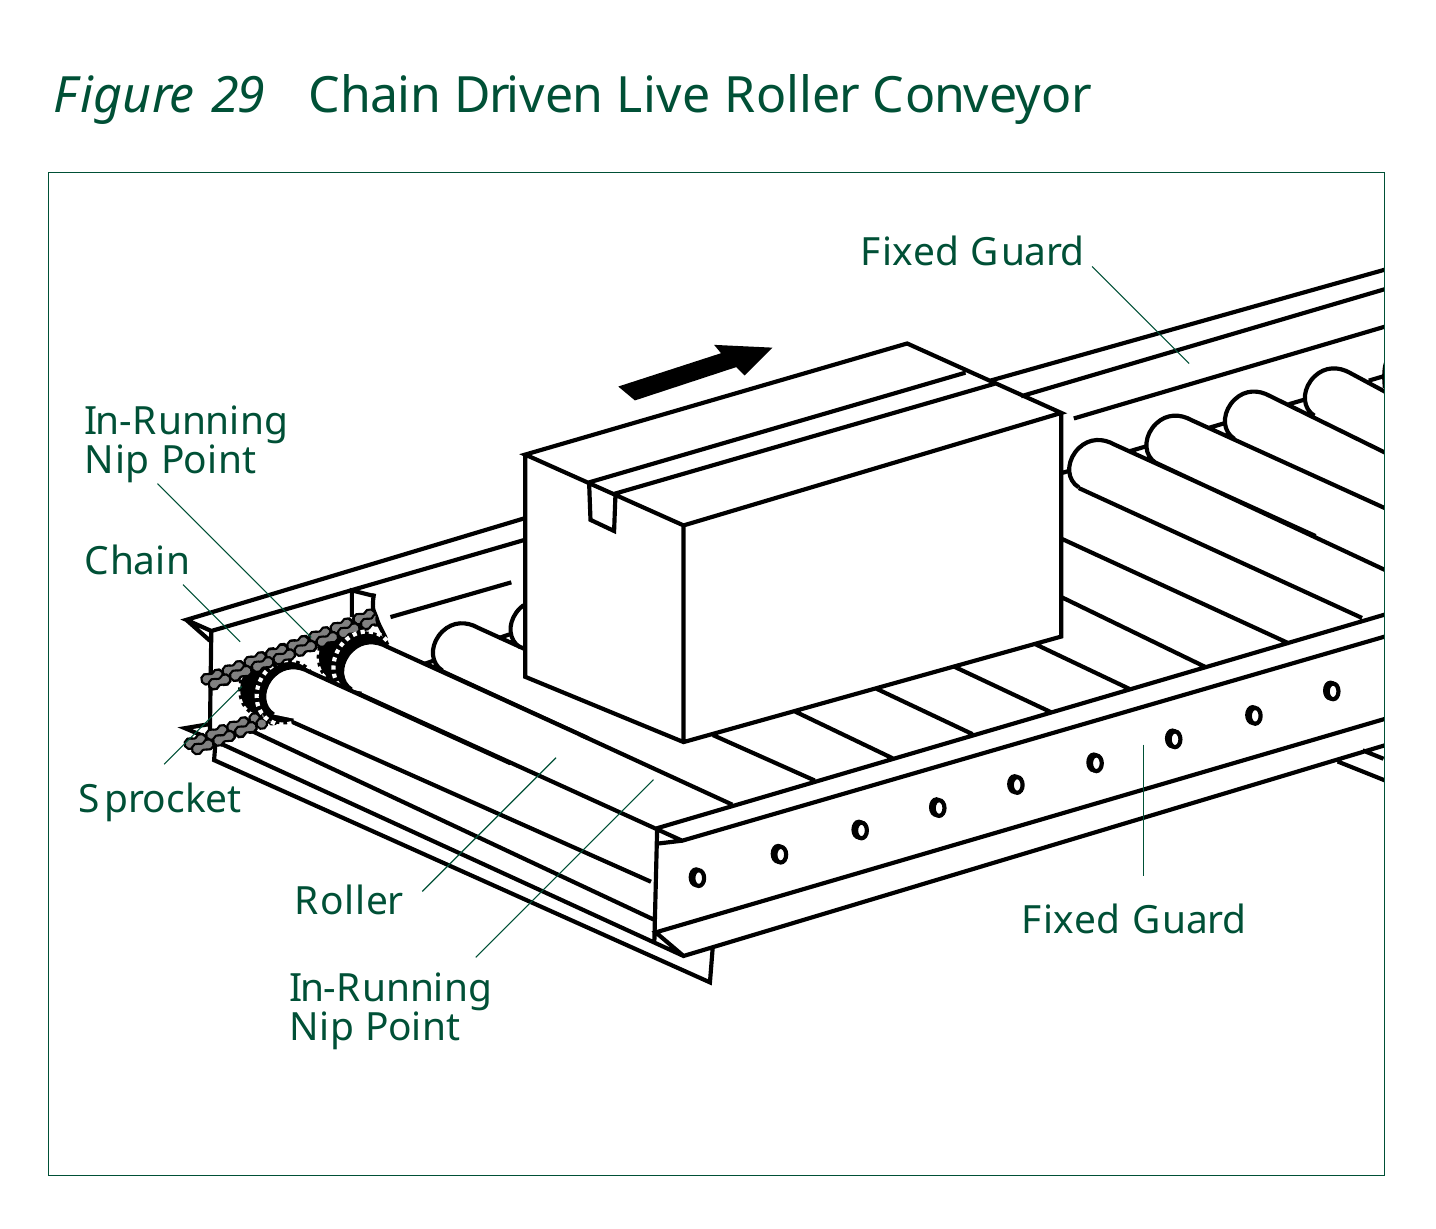 Figure 29 Chain Driven Live Roller Conveyor
Fixed Guard
In-Running
Nip Point
Chain
Sprocket
Roller
Fixed Guard
In-Running
Nip Point